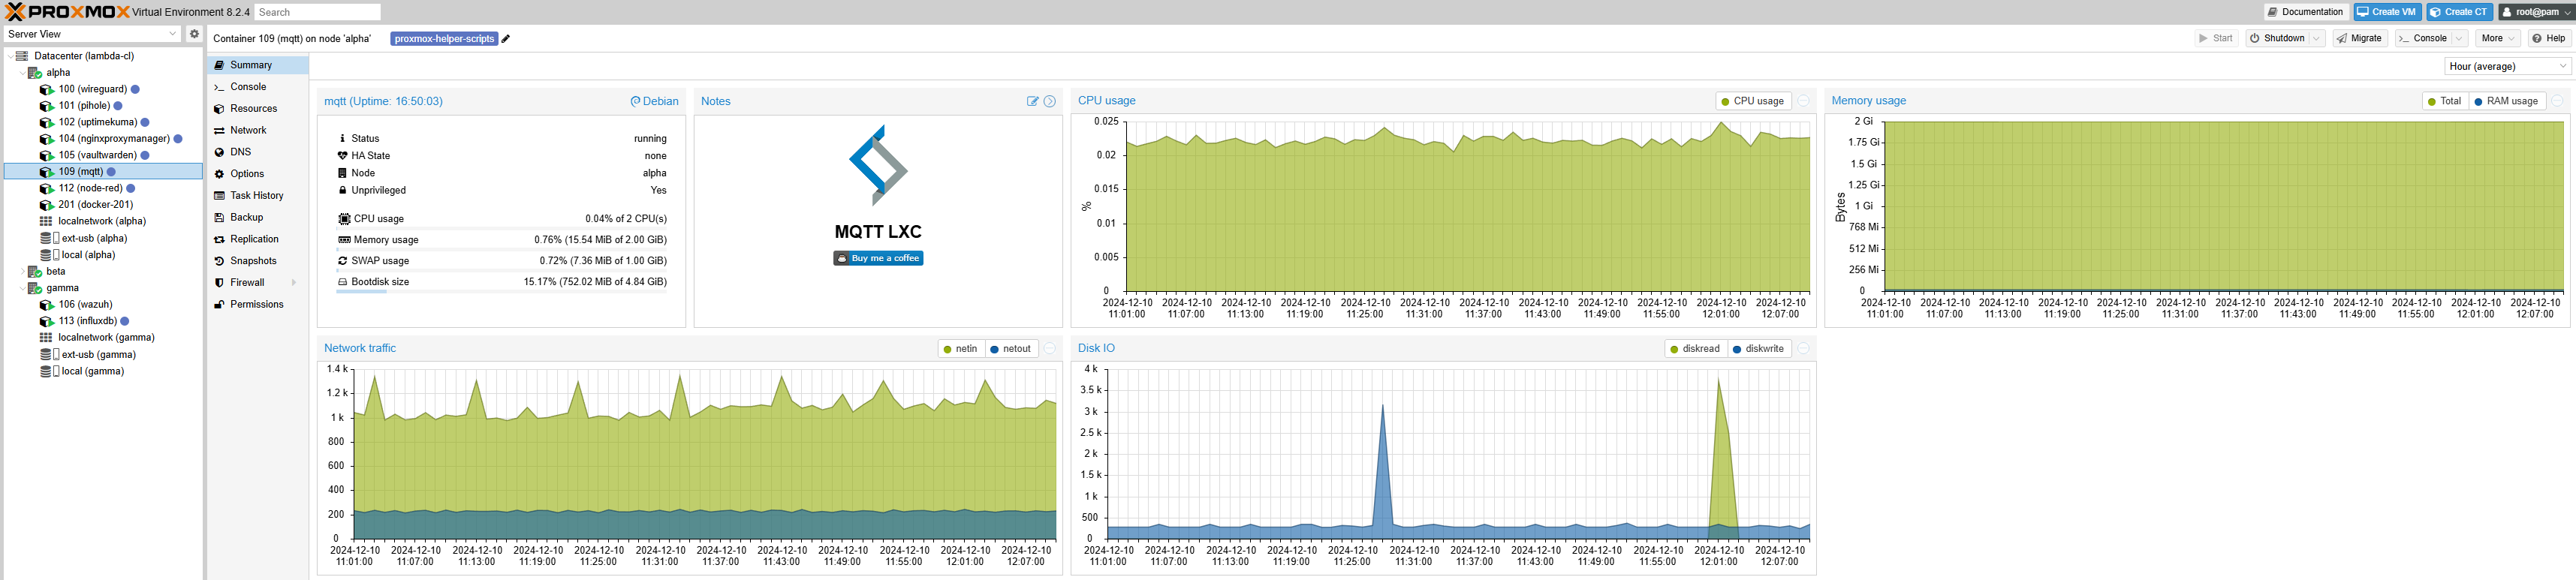 PROXMOX Virtual Environment 8.2.4 Search
Documentation Create VM Create CT root@pam
Server View
Container 109 (mqtt) on node 'alpha' proxmox-helper-scripts
Start Shutdown Migrate Console More Help
Datacenter (lambda-cl)
alpha
100 (wireguard)
101 (pihole)
102 (uptimekuma)
104 (nginxproxymanager)
105 (vaultwarden)
109 (mqtt)
112 (node-red)
201 (docker-201)
localnetwork (alpha)
ext-usb (alpha)
local (alpha)
beta
gamma
106 (wazuh)
113 (influxdb)
localnetwork (gamma)
ext-usb (gamma)
local (gamma)
Summary
Console
Resources
Network
DNS
Options
Task History
Backup
Replication
Snapshots
Firewall
Permissions
Hour (average)
mqtt (Uptime: 16:50:03) Debian
Status running
HA State none
Node alpha
Unprivileged Yes
CPU usage 0.04% of 2 CPU(s)
Memory usage 0.76% (15.54 MiB of 2.00 GiB)
SWAP usage 0.72% (7.36 MiB of 1.00 GiB)
Bootdisk size 15.17% (752.02 MiB of 4.84 GiB)
Notes
MQTT LXC
Buy me a coffee
CPU usage
CPU usage
0.025
0.02
0.015
0.01
0.005
0
%
2024-12-10 2024-12-10 2024-12-10 2024-12-10 2024-12-10 2024-12-10 2024-12-10 2024-12-10 2024-12-10 2024-12-10 2024-12-10 2024-12-10
11:01:00 11:07:00 11:13:00 11:19:00 11:25:00 11:31:00 11:37:00 11:43:00 11:49:00 11:55:00 12:01:00 12:07:00
Memory usage
Total RAM usage
2 Gi
1.75 Gi
1.5 Gi
1.25 Gi
1 Gi
768 Mi
512 Mi
256 Mi
0
Bytes
2024-12-10 2024-12-10 2024-12-10 2024-12-10 2024-12-10 2024-12-10 2024-12-10 2024-12-10 2024-12-10 2024-12-10 2024-12-10 2024-12-10
11:01:00 11:07:00 11:13:00 11:19:00 11:25:00 11:31:00 11:37:00 11:43:00 11:49:00 11:55:00 12:01:00 12:07:00
Network traffic
netin netout
1.4 k
1.2 k
1 k
800
600
400
200
0
2024-12-10 2024-12-10 2024-12-10 2024-12-10 2024-12-10 2024-12-10 2024-12-10 2024-12-10 2024-12-10 2024-12-10 2024-12-10 2024-12-10
11:01:00 11:07:00 11:13:00 11:19:00 11:25:00 11:31:00 11:37:00 11:43:00 11:49:00 11:55:00 12:01:00 12:07:00
Disk IO
diskread diskwrite
4 k
3.5 k
3 k
2.5 k
2 k
1.5 k
1 k
500
0
2024-12-10 2024-12-10 2024-12-10 2024-12-10 2024-12-10 2024-12-10 2024-12-10 2024-12-10 2024-12-10 2024-12-10 2024-12-10 2024-12-10
11:01:00 11:07:00 11:13:00 11:19:00 11:25:00 11:31:00 11:37:00 11:43:00 11:49:00 11:55:00 12:01:00 12:07:00